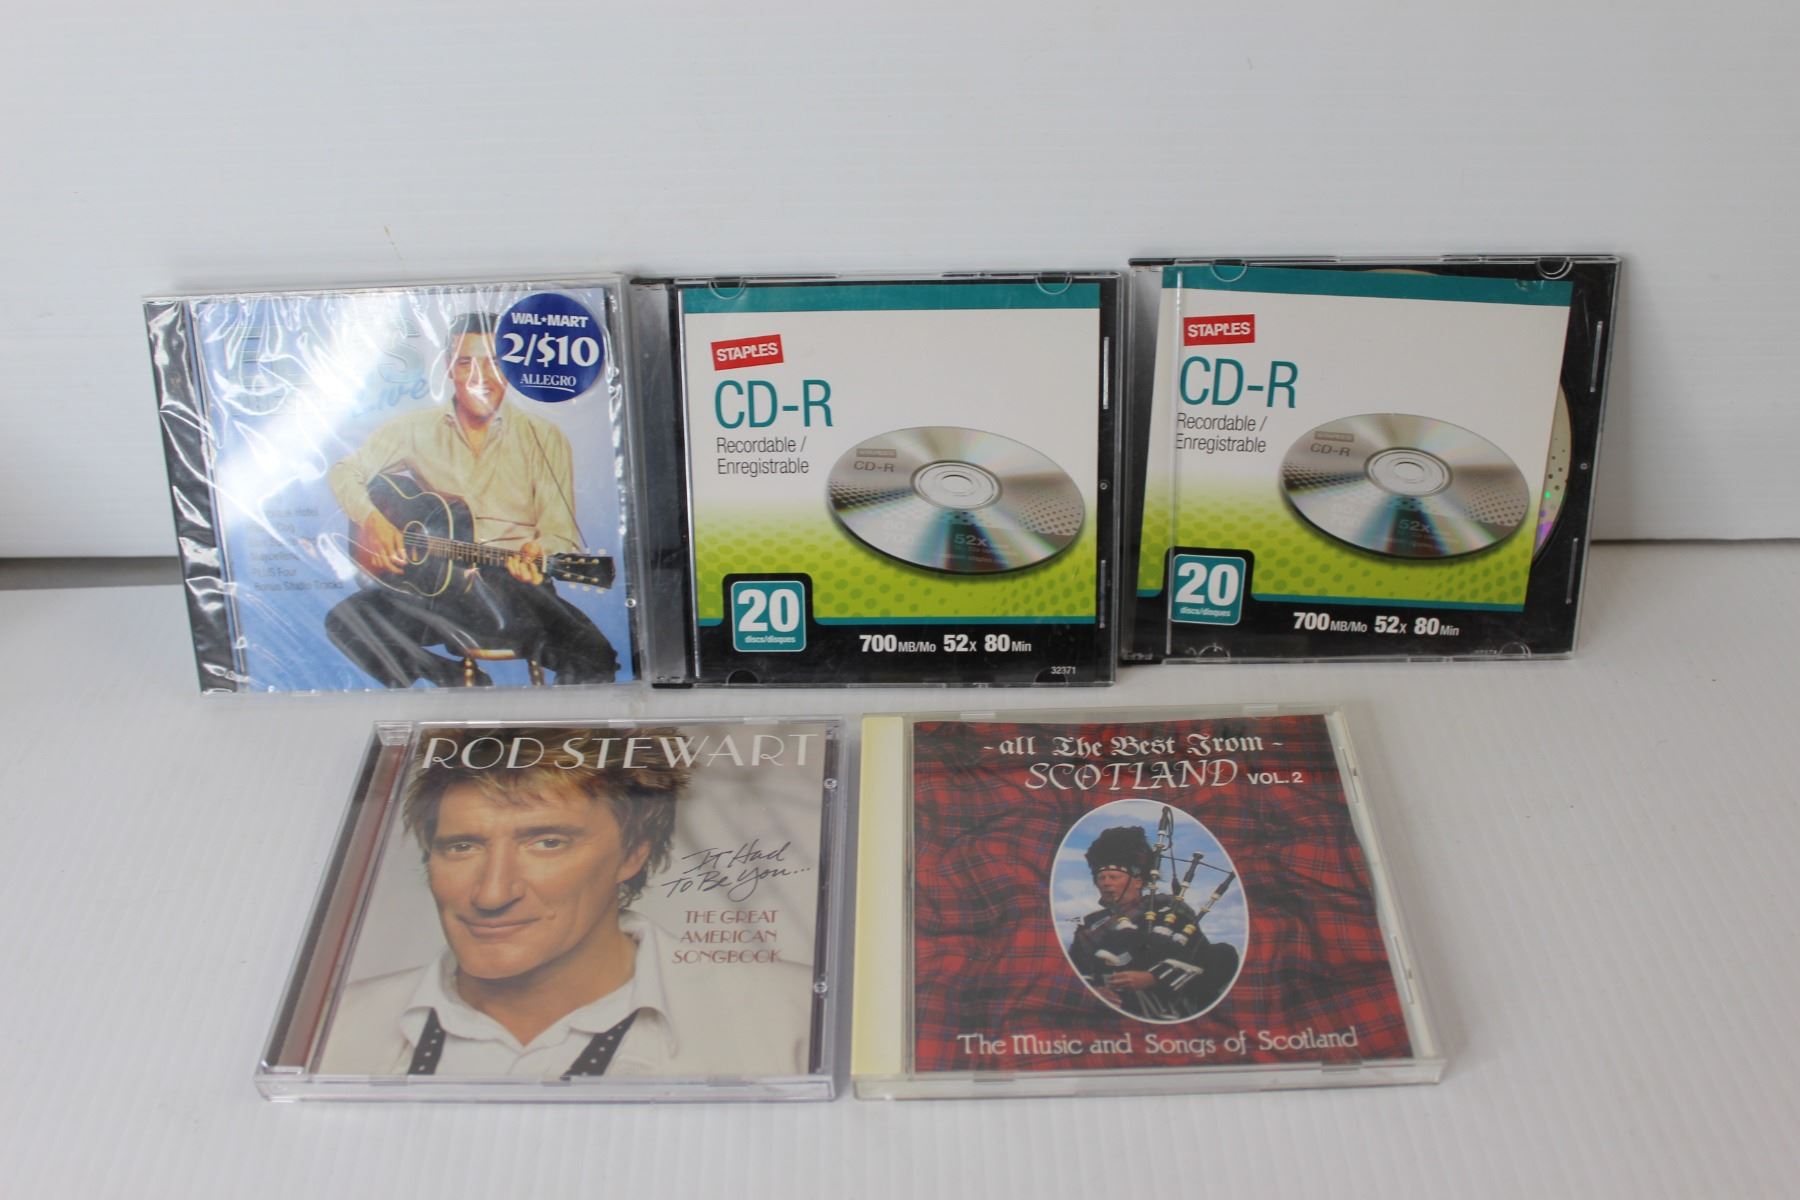 Live
WAL★MART
2/$10
ALLEGRO
Hotel
PLUS Four
Bonus Studio Tracks
STAPLES
CD-R
Recordable /
Enregistrable
STAPLES
CD-R
52x
20
discs/disques
700MB/Mo 52x 80Min
32371
STAPLES
CD-R
Recordable /
Enregistrable
STAPLES
CD-R
52x
20
discs/disques
700MB/Mo 52x 80Min
ROD STEWART
It Had
To Be You...
THE GREAT
AMERICAN
SONGBOOK
~all The Best From~
SCOTLAND VOL.2
The Music and Songs of Scotland